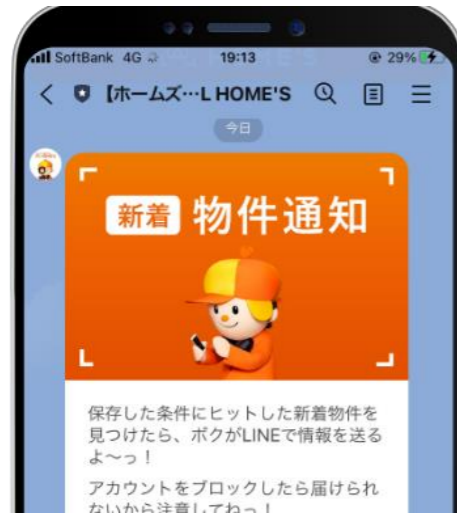 SoftBank 4G 19:13 29%
【ホームズ…L HOME'S
今日
新着 物件通知
保存した条件にヒットした新着物件を
見つけたら、ボクがLINEで情報を送る
よ〜っ！
アカウントをブロックしたら届けられ
ないから注意してねっ！